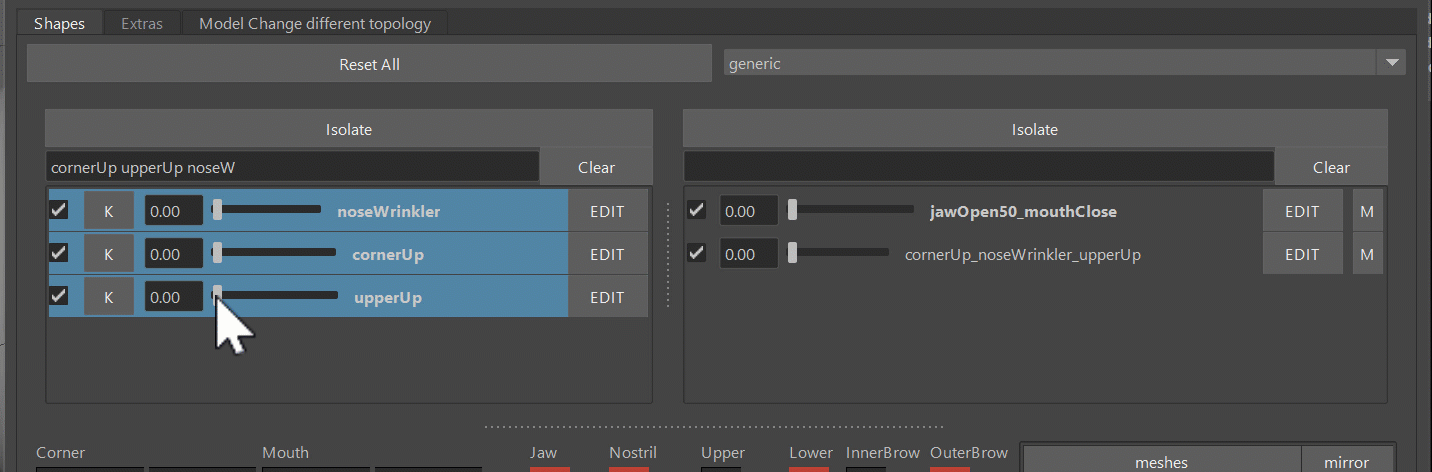 Shapes Extras Model Change different topology
Reset All generic
Isolate Isolate
cornerUp upperUp noseW Clear Clear
K 0.00 noseWrinkler EDIT 0.00 jawOpen50_mouthClose EDIT M
K 0.00 cornerUp EDIT 0.00 cornerUp_noseWrinkler_upperUp EDIT M
K 0.00 upperUp EDIT
Corner Mouth Jaw Nostril Upper Lower InnerBrow OuterBrow
meshes mirror